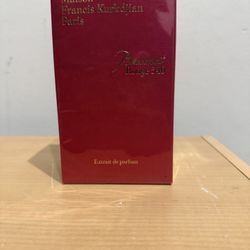 Maison
Francis Kurkdjian
Paris
Baccarat
Rouge 540
Extrait de parfum